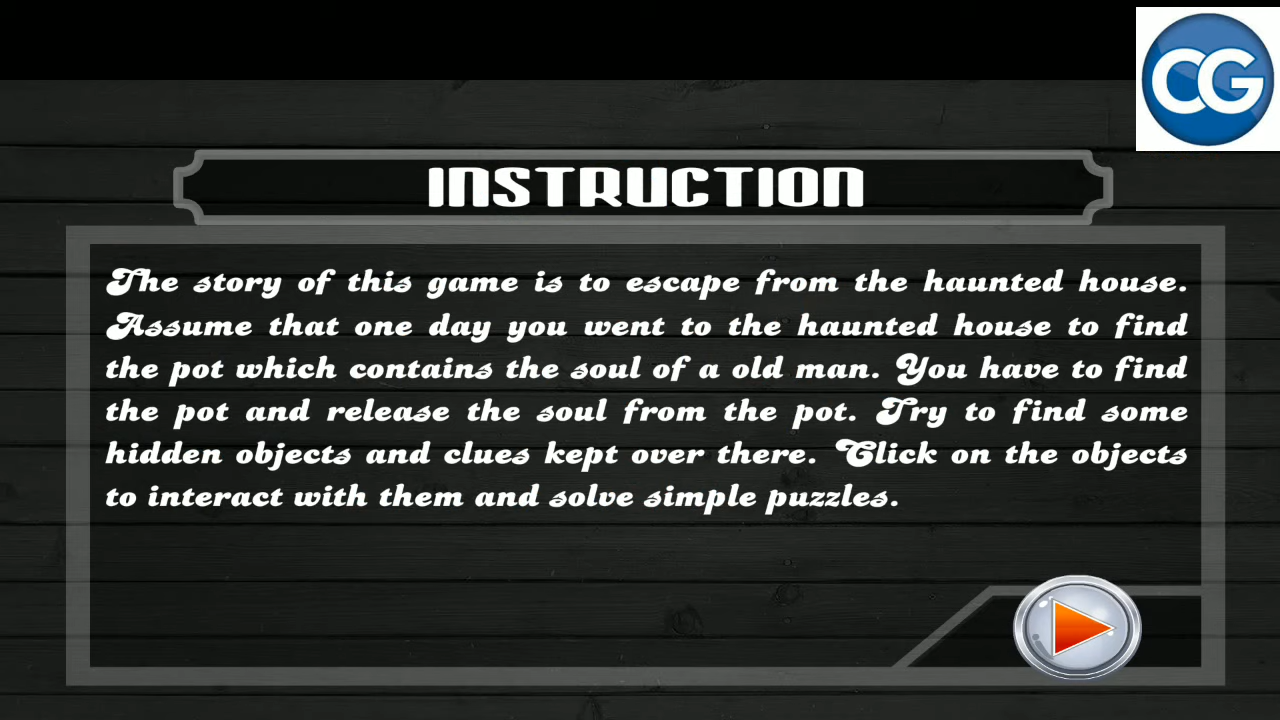 CG
INSTRUCTION
The story of this game is to escape from the haunted house.
Assume that one day you went to the haunted house to find
the pot which contains the soul of a old man. You have to find
the pot and release the soul from the pot. Try to find some
hidden objects and clues kept over there. Click on the objects
to interact with them and solve simple puzzles.